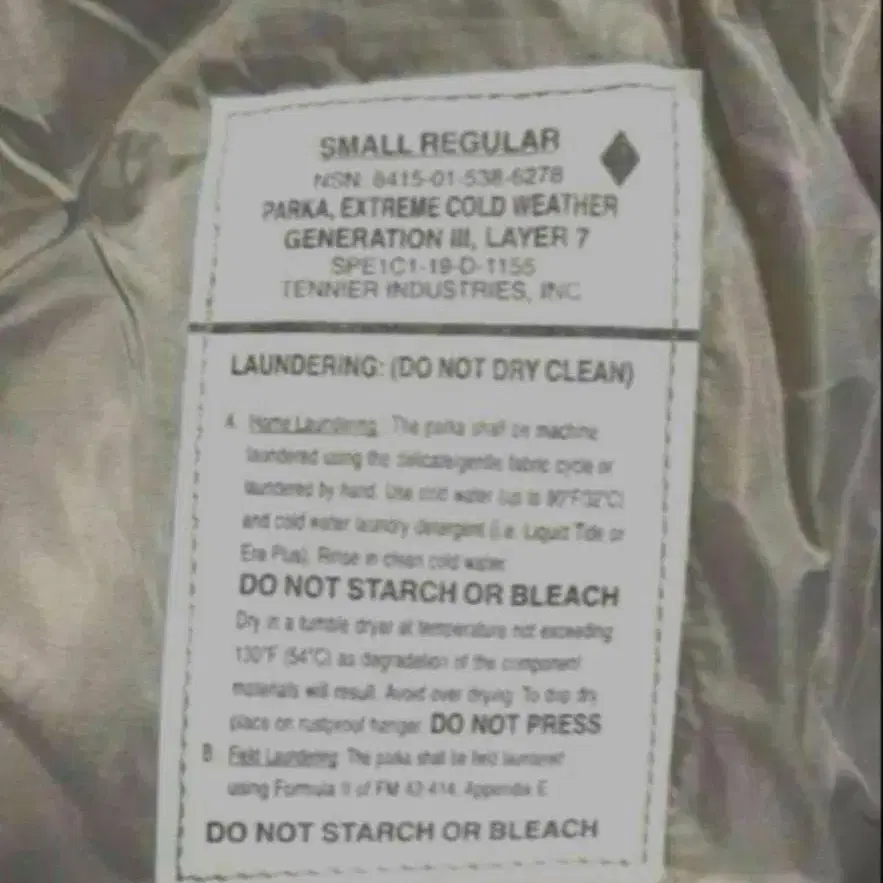 SMALL REGULAR
NSN: 8415-01-538-6278
PARKA, EXTREME COLD WEATHER
GENERATION III, LAYER 7
SPE1C1-19-D-1155
TENNIER INDUSTRIES, INC
LAUNDERING: (DO NOT DRY CLEAN)
A. Home Laundering: The parka shall be machine
laundered using the delicate/gentle fabric cycle or
laundered by hand. Use cold water (up to 90°F/32°C)
and cold water laundry detergent (i.e. Liquid Tide or
Era Plus). Rinse in clean cold water.
DO NOT STARCH OR BLEACH
Dry in a tumble dryer at temperature not exceeding
130°F (54°C) as degradation of the component
materials will result. Avoid over drying. To drip dry,
place on rustproof hanger. DO NOT PRESS
B. Field Laundering: The parka shall be field laundered
using Formula II of FM 42-414, Appendix E.
DO NOT STARCH OR BLEACH